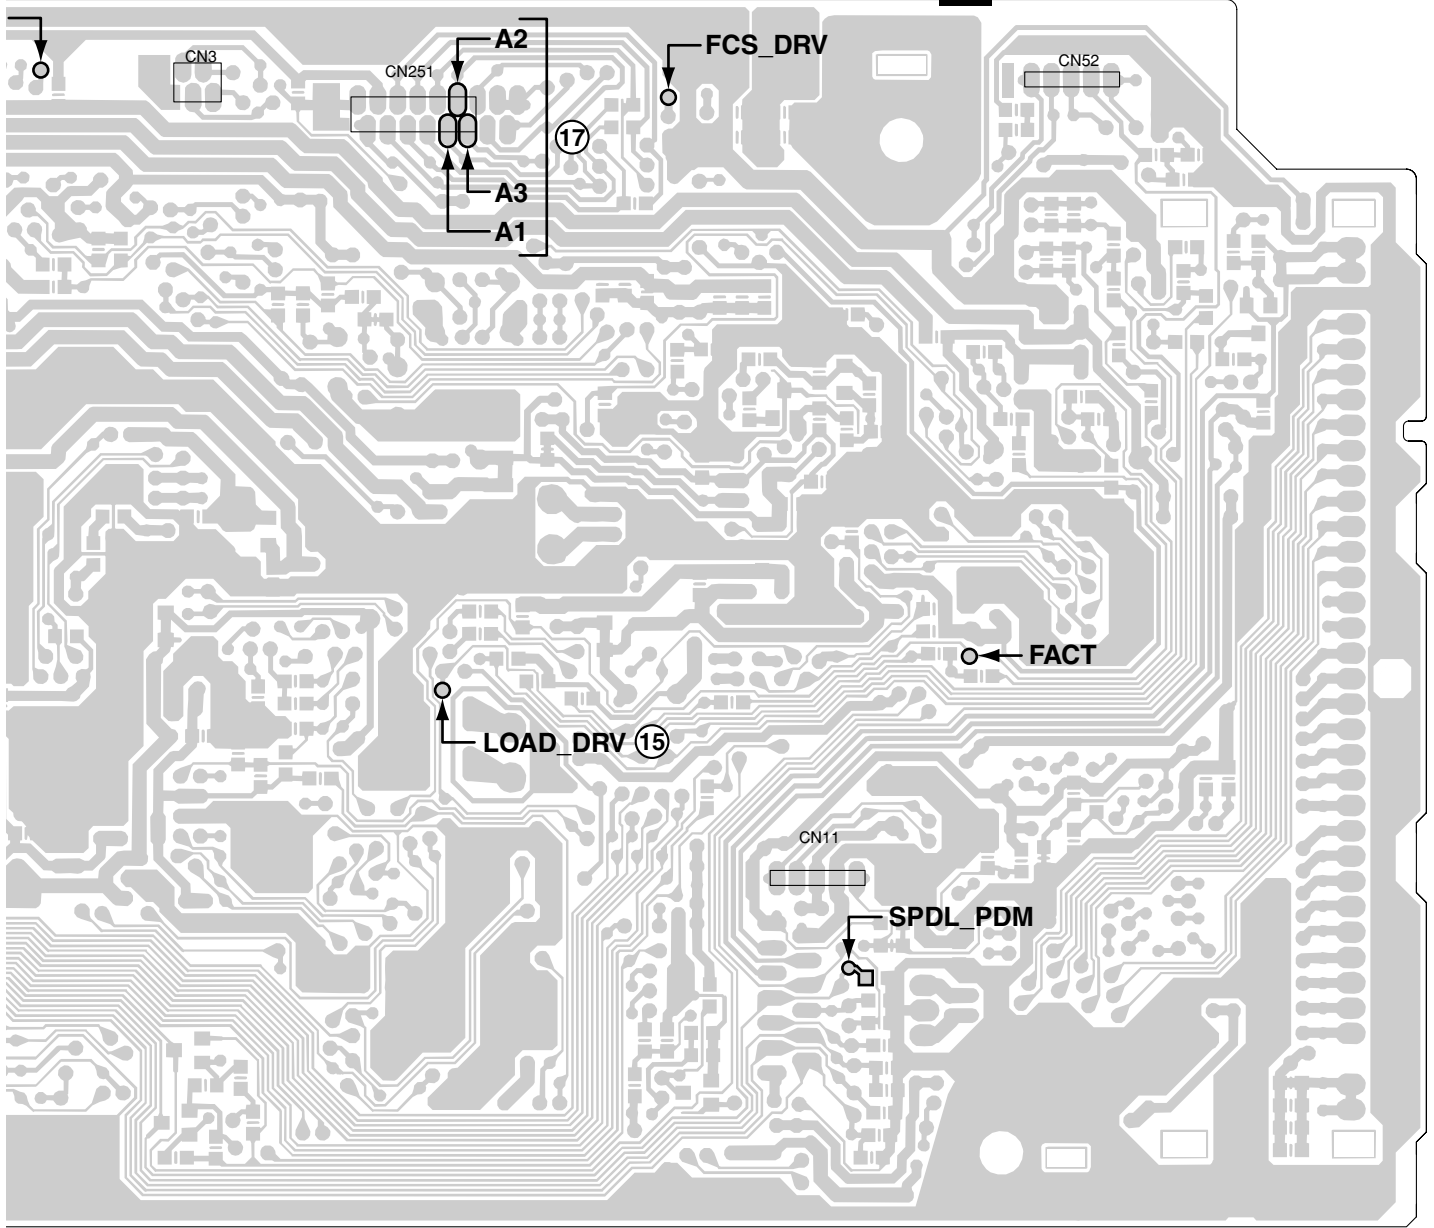 A2
FCS_DRV
CN3
CN251
CN52
17
A3
A1
FACT
LOAD_DRV 15
CN11
SPDL_PDM